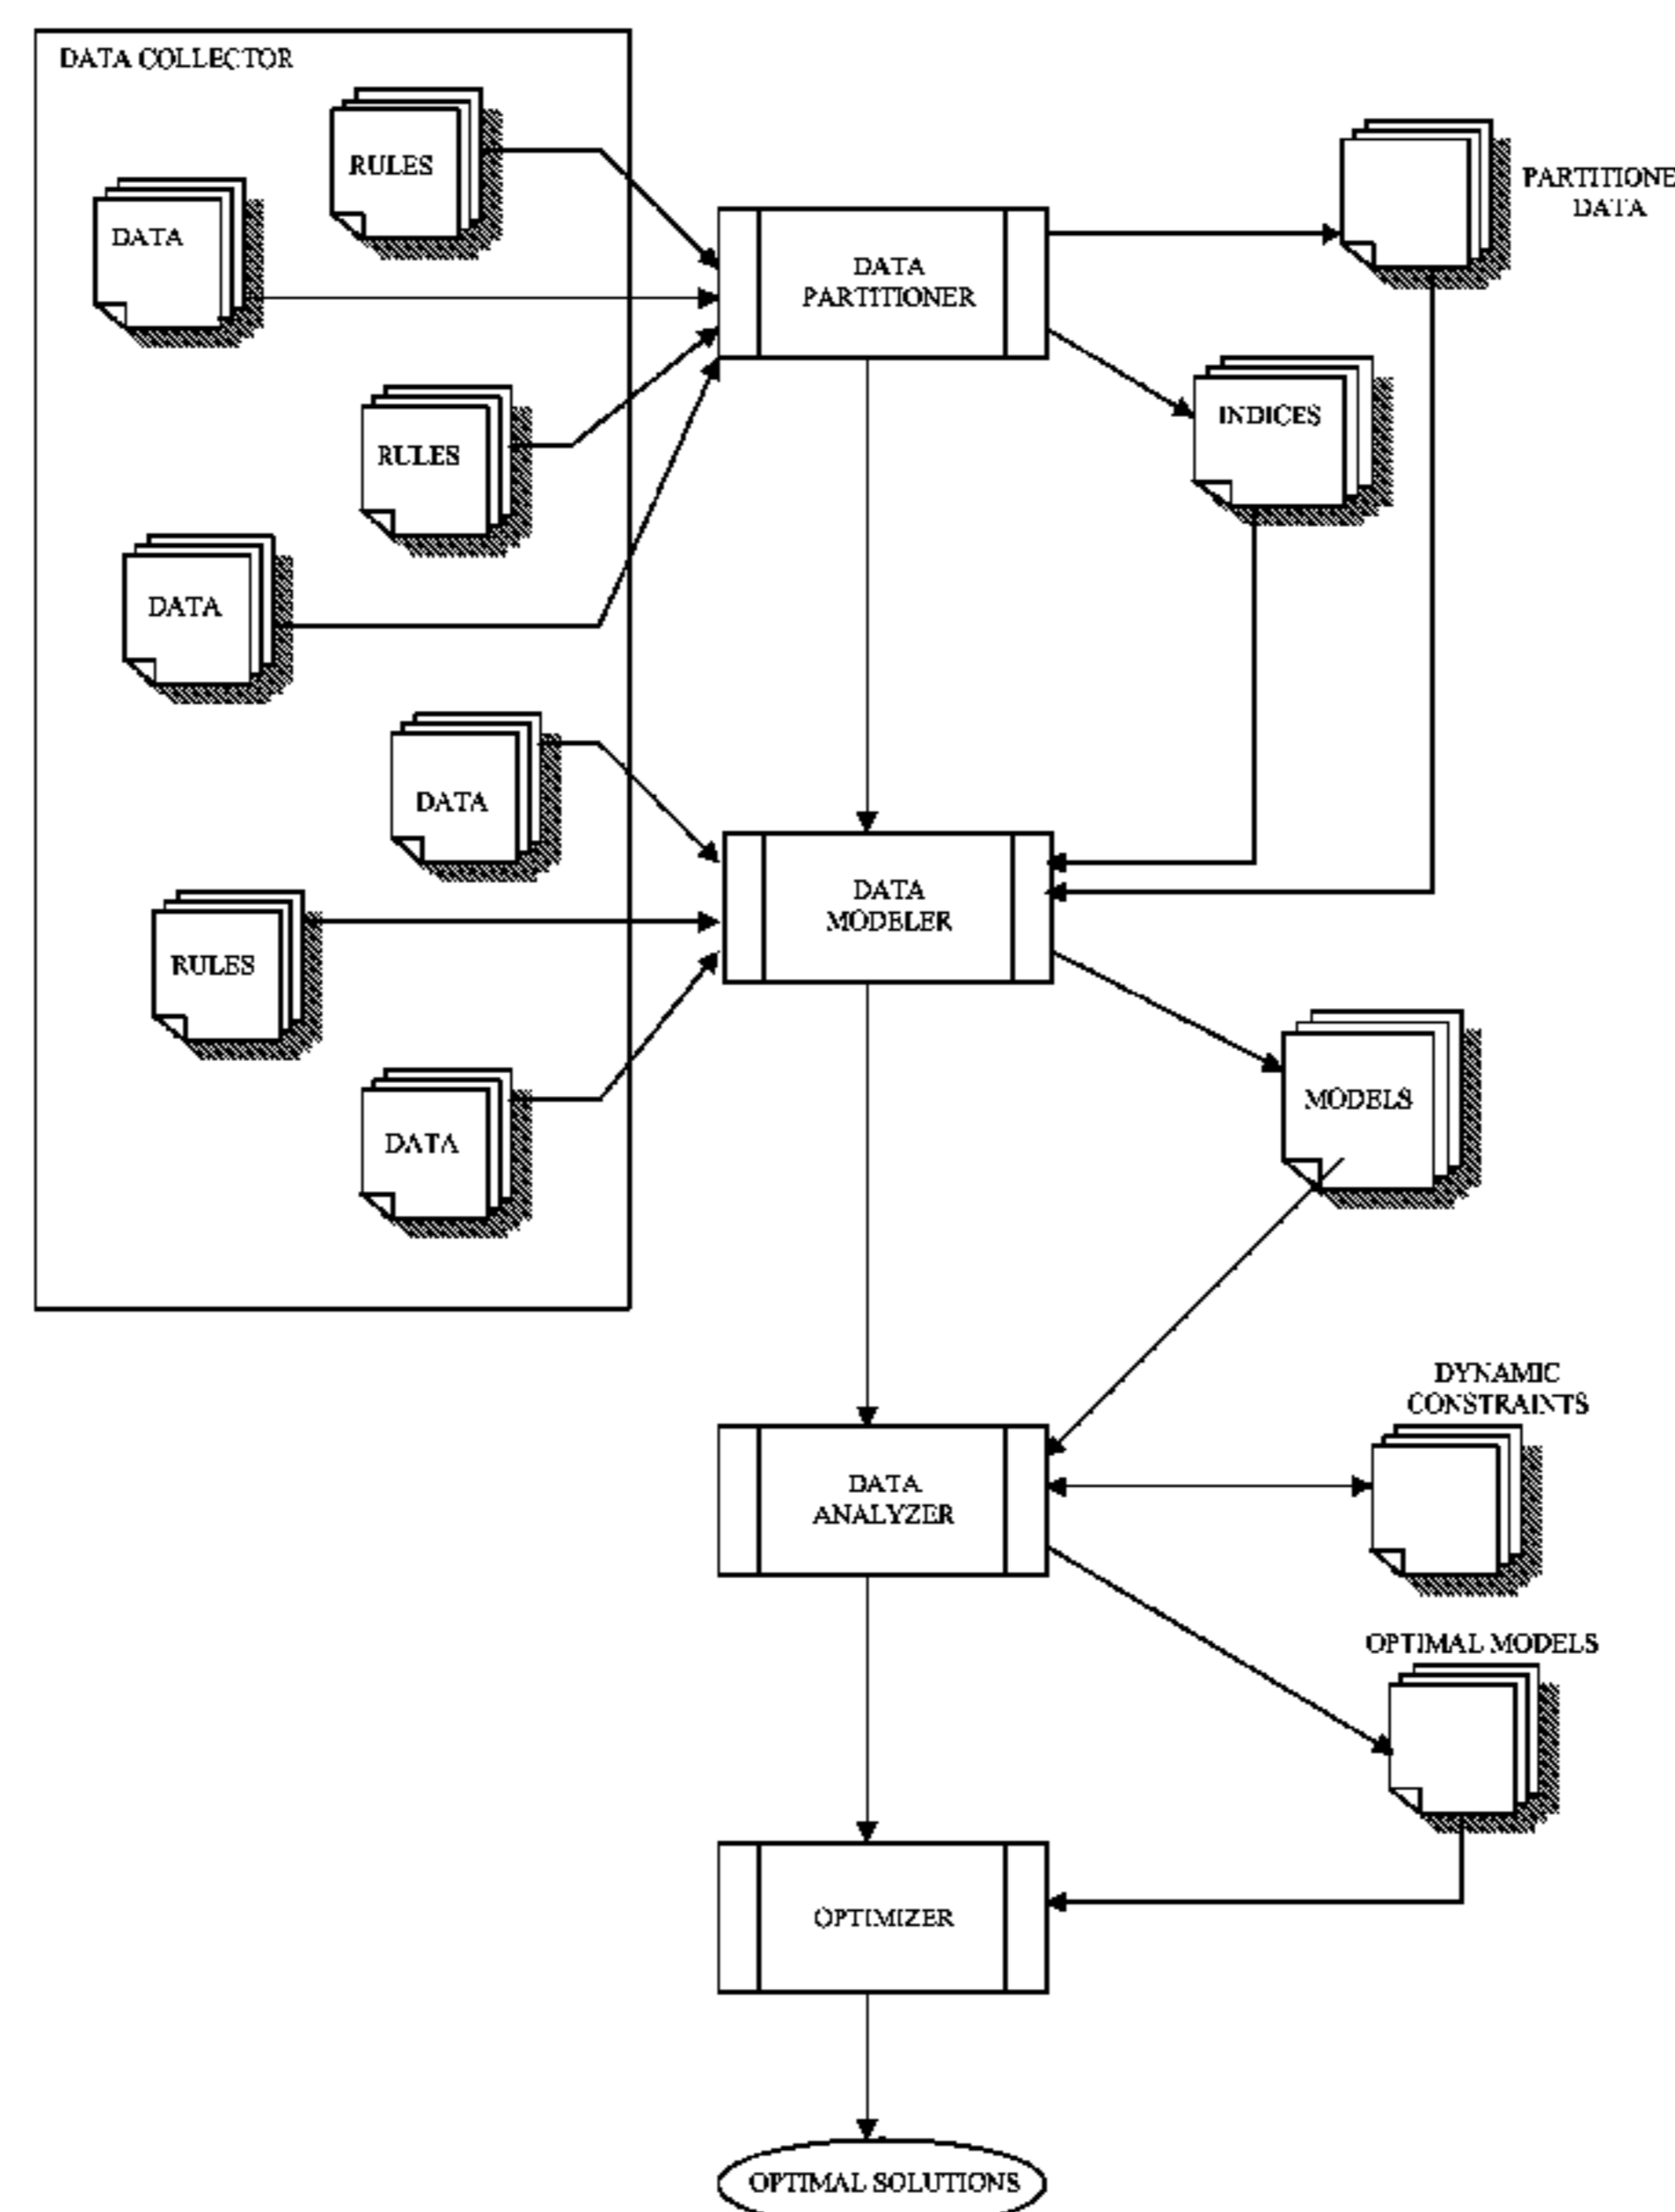 DATA COLLECTOR
RULES
DATA
PARTITIONE
DATA
DATA
PARTITIONER
INDICES
RULES
DATA
DATA
DATA
MODELER
RULES
MODELS
DATA
DYNAMIC
CONSTRAINTS
DATA
ANALYZER
OPTIMAL MODELS
OPTIMIZER
OPTIMAL SOLUTIONS